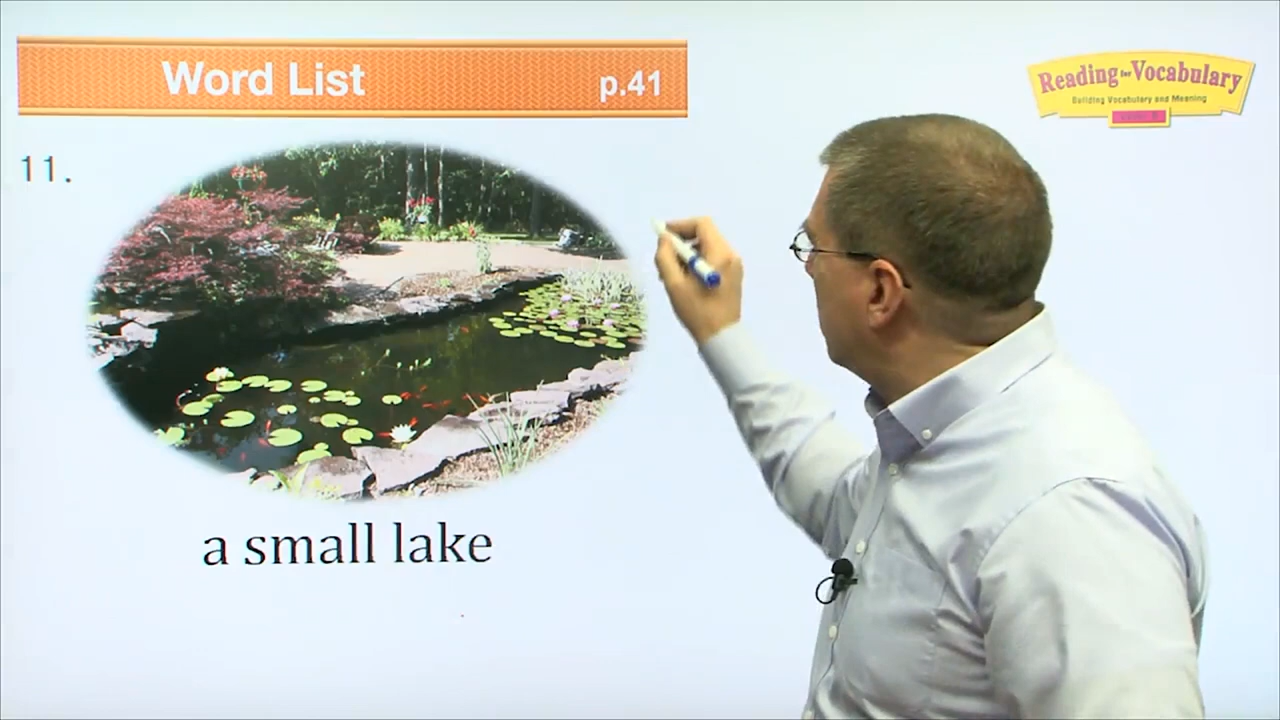 Word List p.41
Reading for Vocabulary
Building Vocabulary and Meaning
11.
a small lake